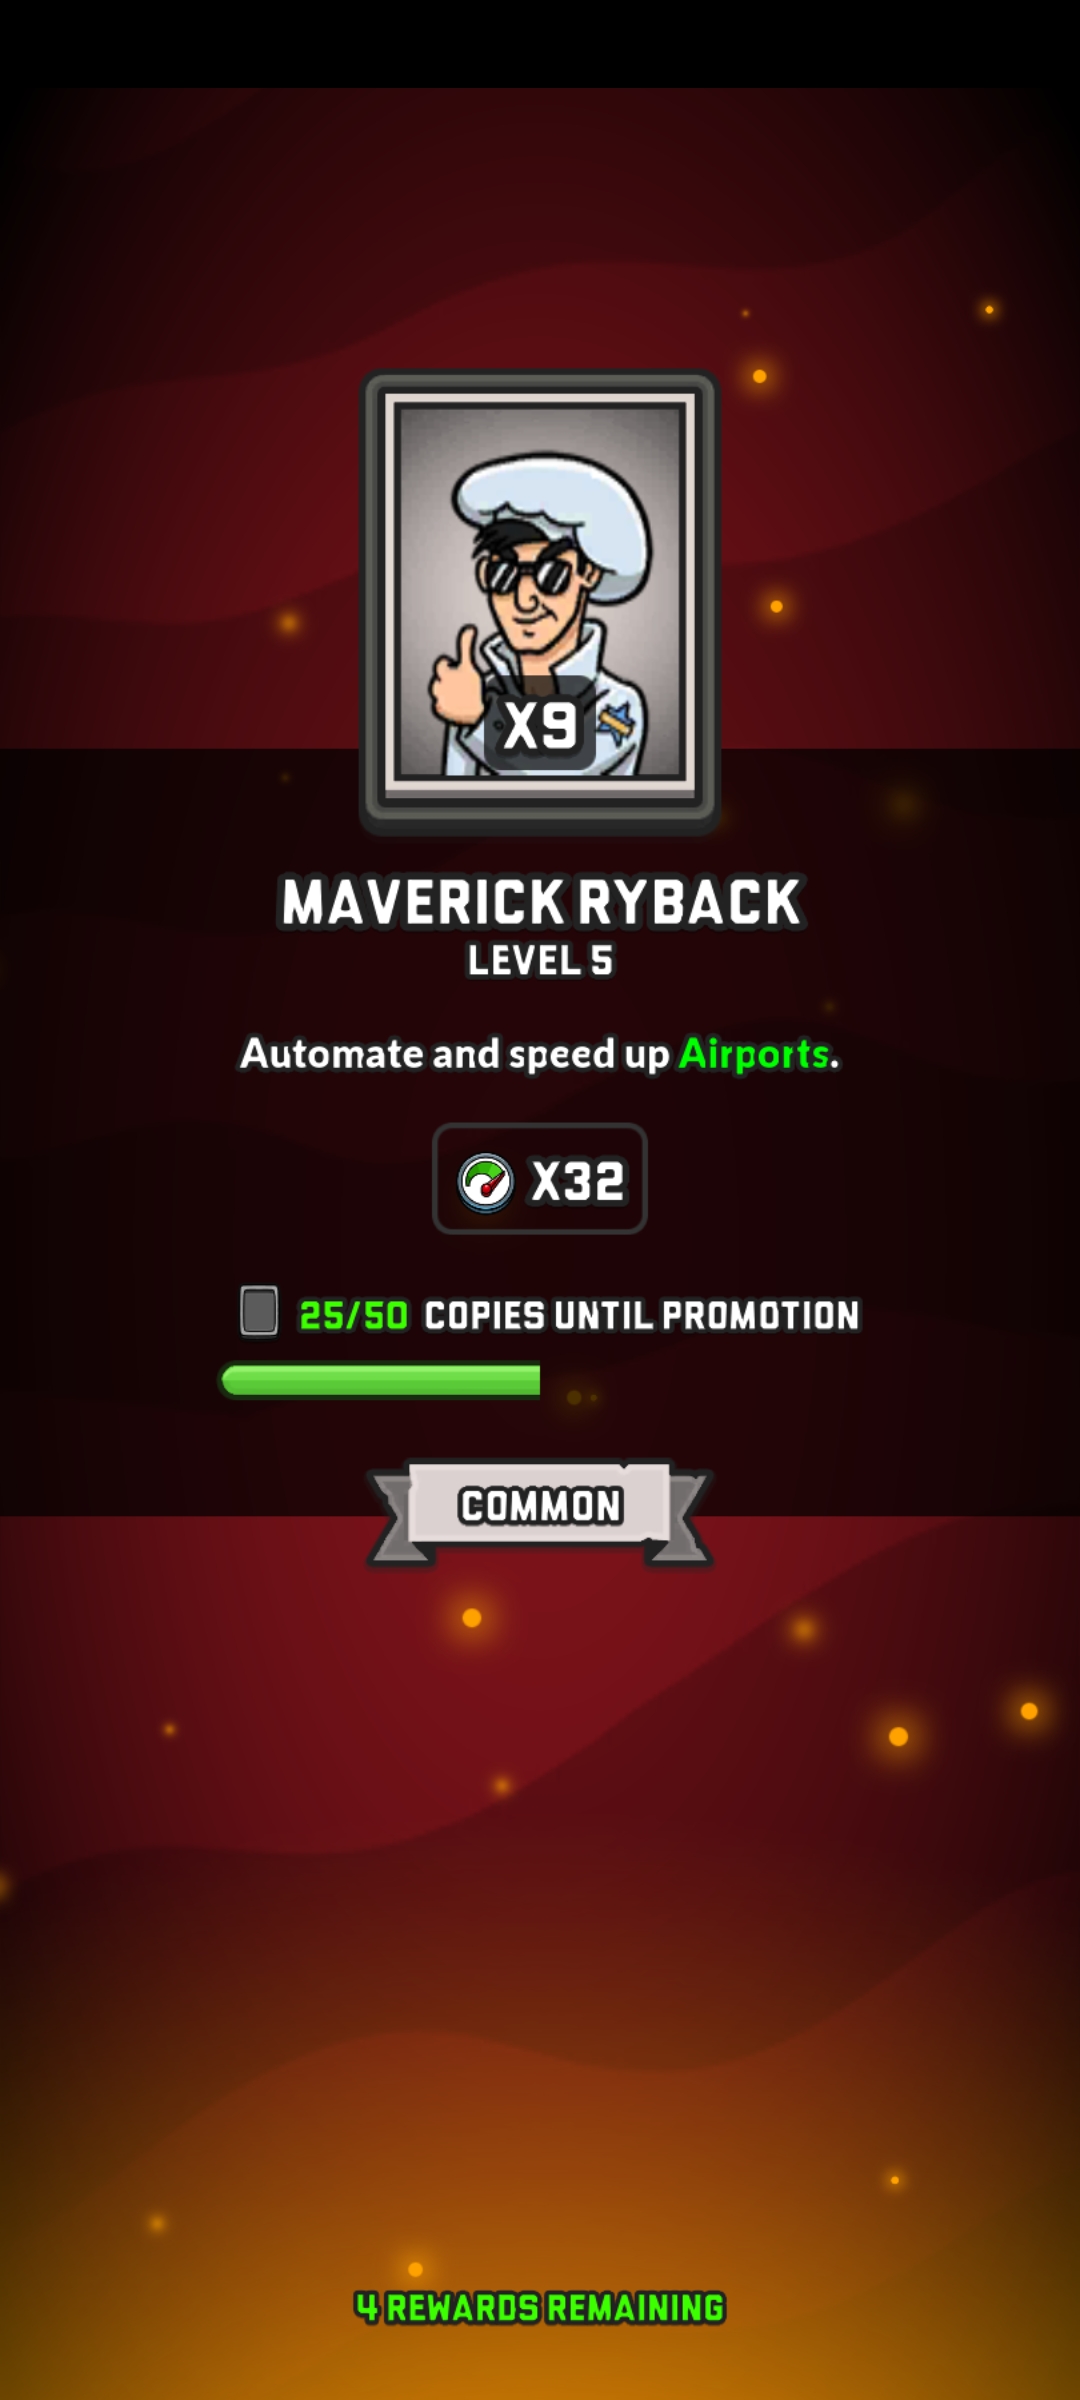 X9
MAVERICK RYBACK
LEVEL 5
Automate and speed up Airports.
X32
25/50 COPIES UNTIL PROMOTION
COMMON
4 REWARDS REMAINING